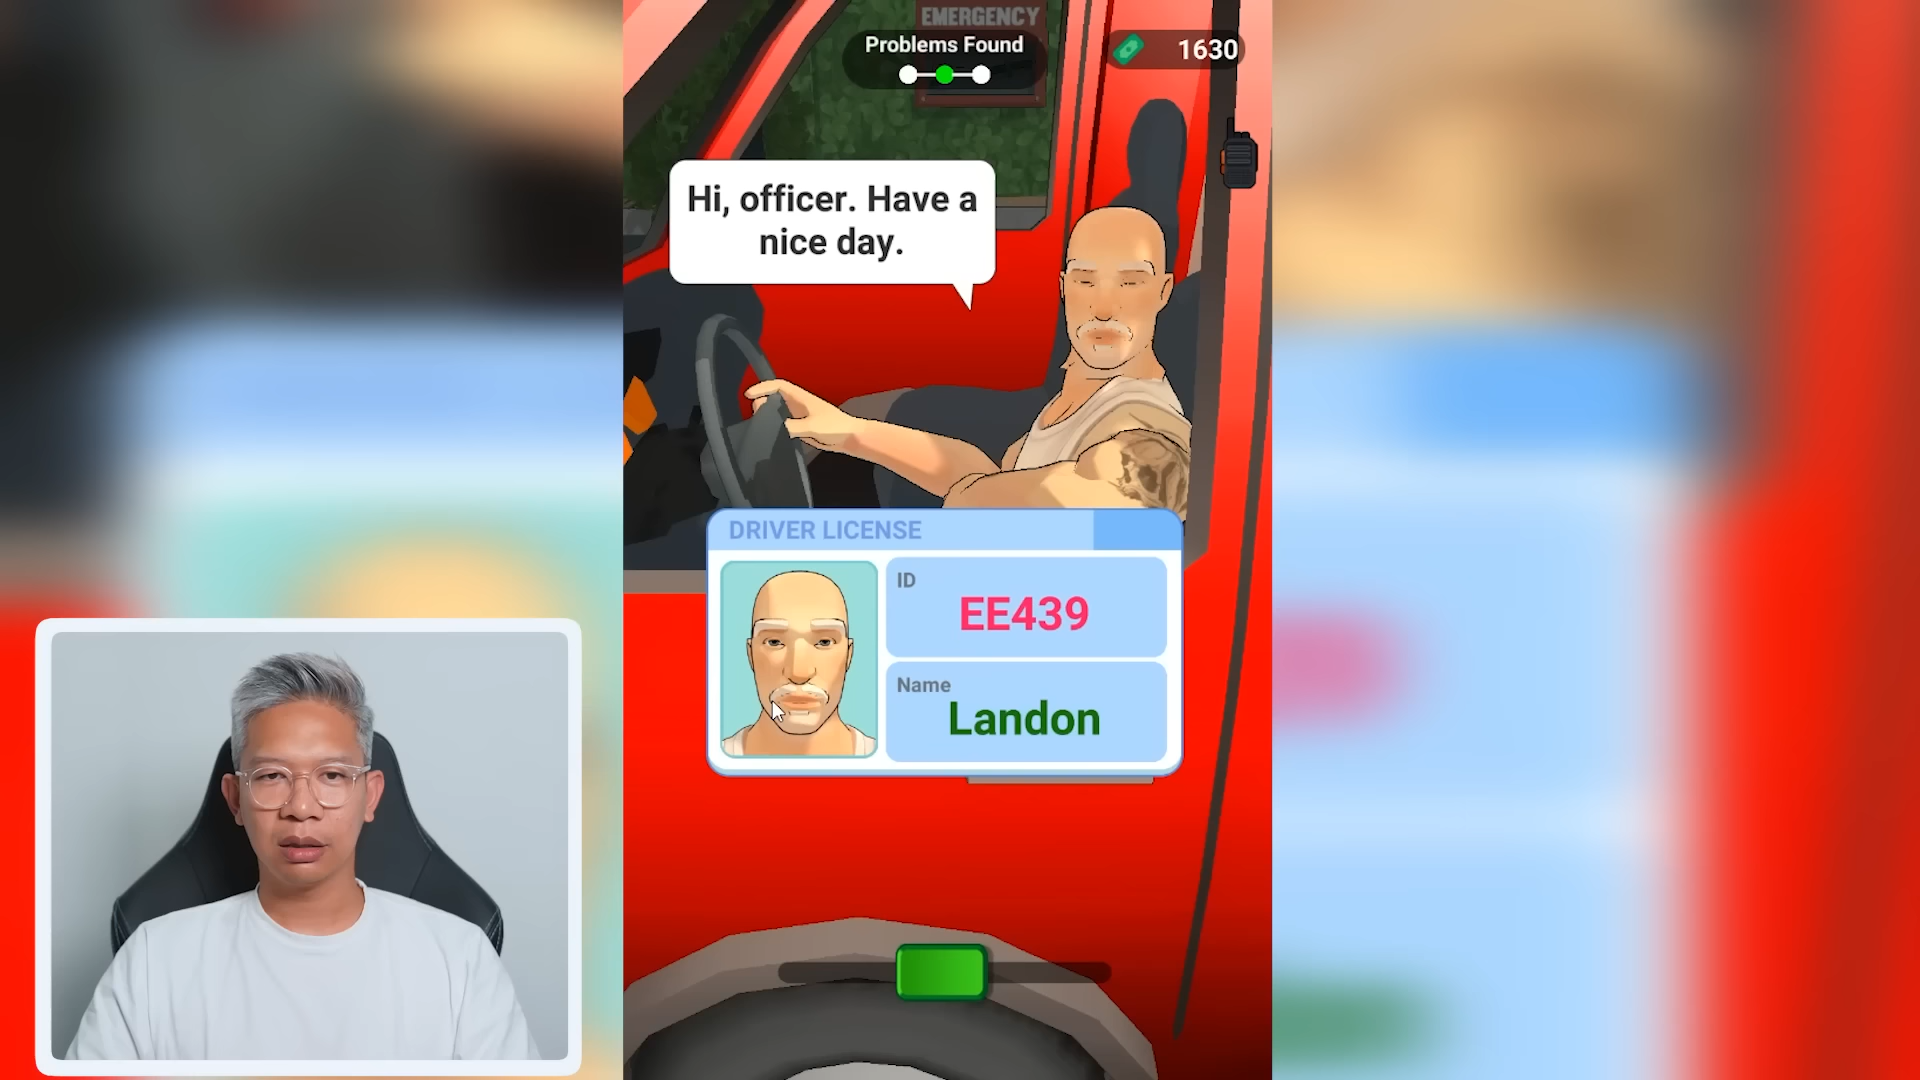 EMERGENCY
Problems Found
1630
Hi, officer. Have a
nice day.
DRIVER LICENSE
ID
EE439
Name
Landon